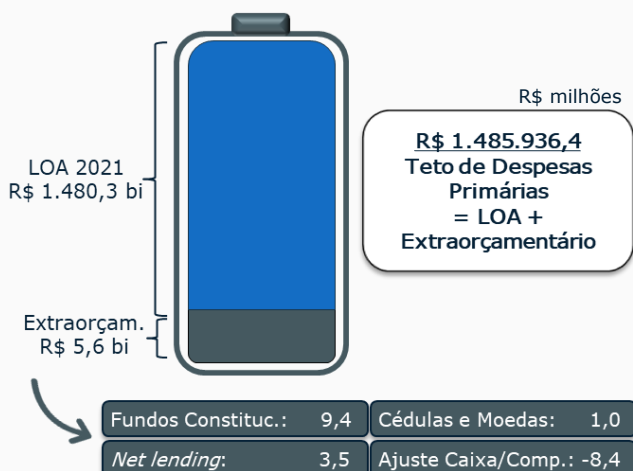 R$ milhões
R$ 1.485.936,4
Teto de Despesas
Primárias
= LOA +
Extraorçamentário
LOA 2021
R$ 1.480,3 bi
Extraorçam.
R$ 5,6 bi
Fundos Constituc.: 9,4
Cédulas e Moedas: 1,0
Net lending: 3,5
Ajuste Caixa/Comp.: -8,4